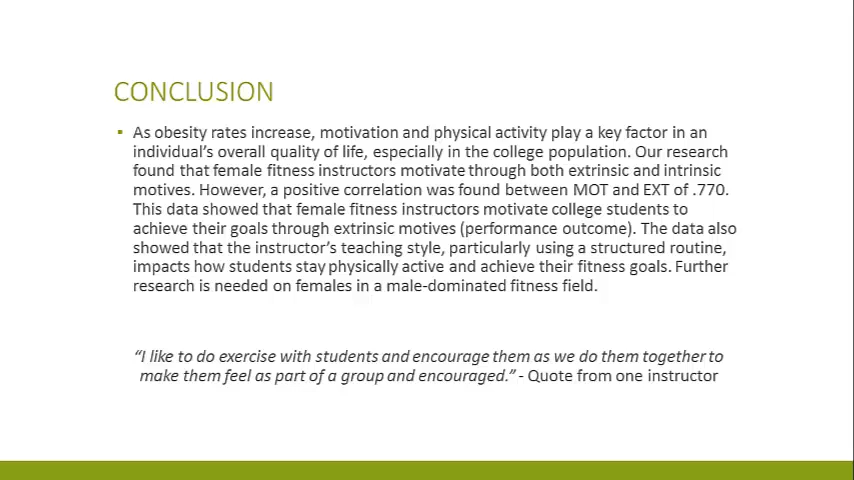 CONCLUSION
▪ As obesity rates increase, motivation and physical activity play a key factor in an
individual’s overall quality of life, especially in the college population. Our research
found that female fitness instructors motivate through both extrinsic and intrinsic
motives. However, a positive correlation was found between MOT and EXT of .770.
This data showed that female fitness instructors motivate college students to
achieve their goals through extrinsic motives (performance outcome). The data also
showed that the instructor’s teaching style, particularly using a structured routine,
impacts how students stay physically active and achieve their fitness goals. Further
research is needed on females in a male-dominated fitness field.
“I like to do exercise with students and encourage them as we do them together to
make them feel as part of a group and encouraged.” - Quote from one instructor